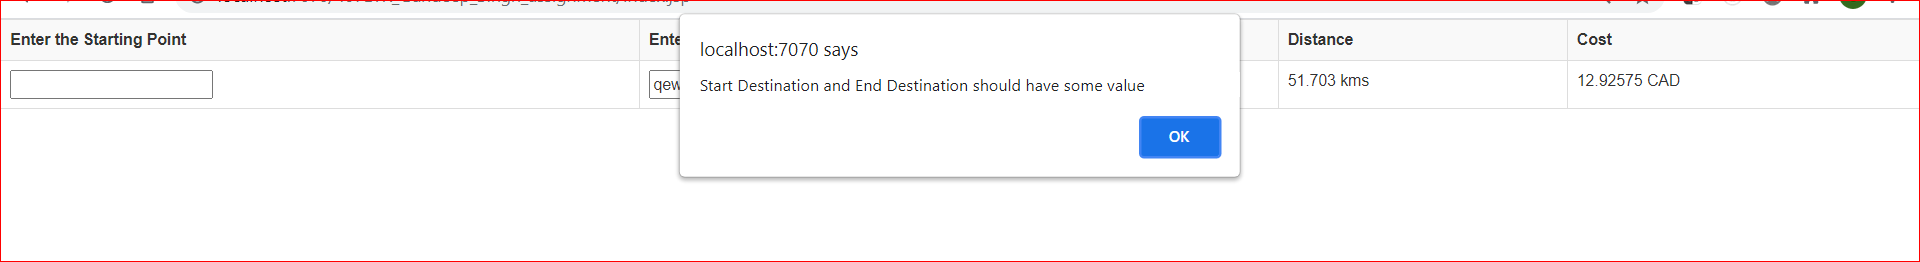 Enter the Starting Point
Ente
Distance
Cost
qew
51.703 kms
12.92575 CAD
localhost:7070 says
Start Destination and End Destination should have some value
OK